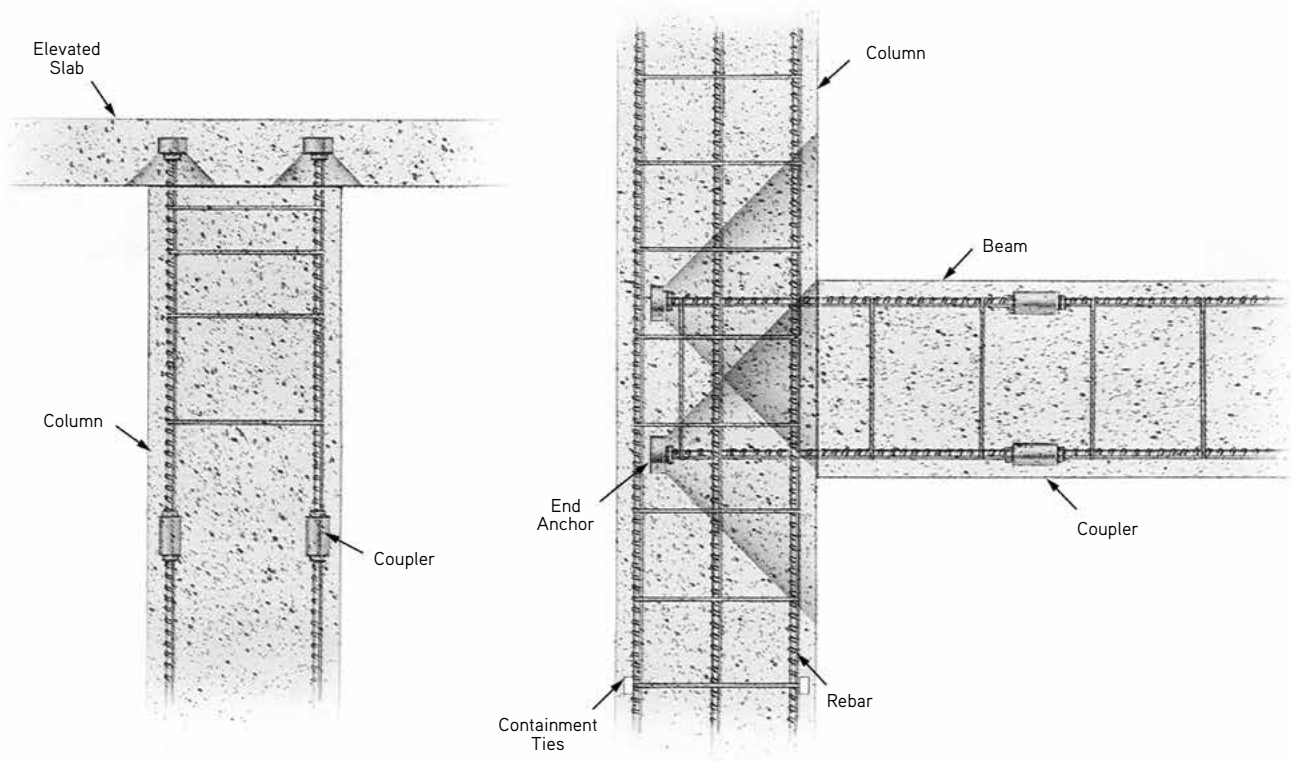 Elevated
Slab
Column
Coupler
Column
Beam
End
Anchor
Coupler
Rebar
Containment
Ties